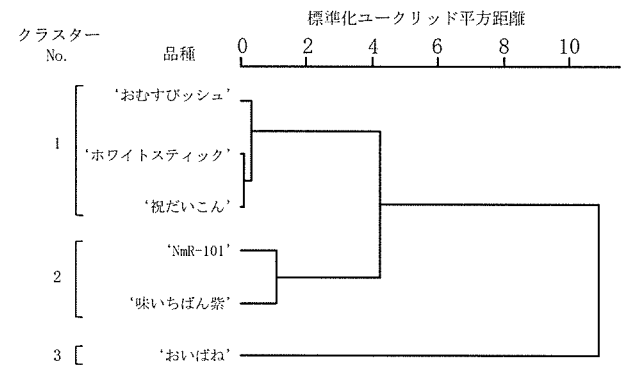 標準化ユークリッド平方距離
クラスター
No.
品種
0 2 4 6 8 10
‘おむすびッシュ’
1
‘ホワイトスティック’
‘祝だいこん’
‘NmR-101’
2
‘味いちばん紫’
3
‘おいばね’